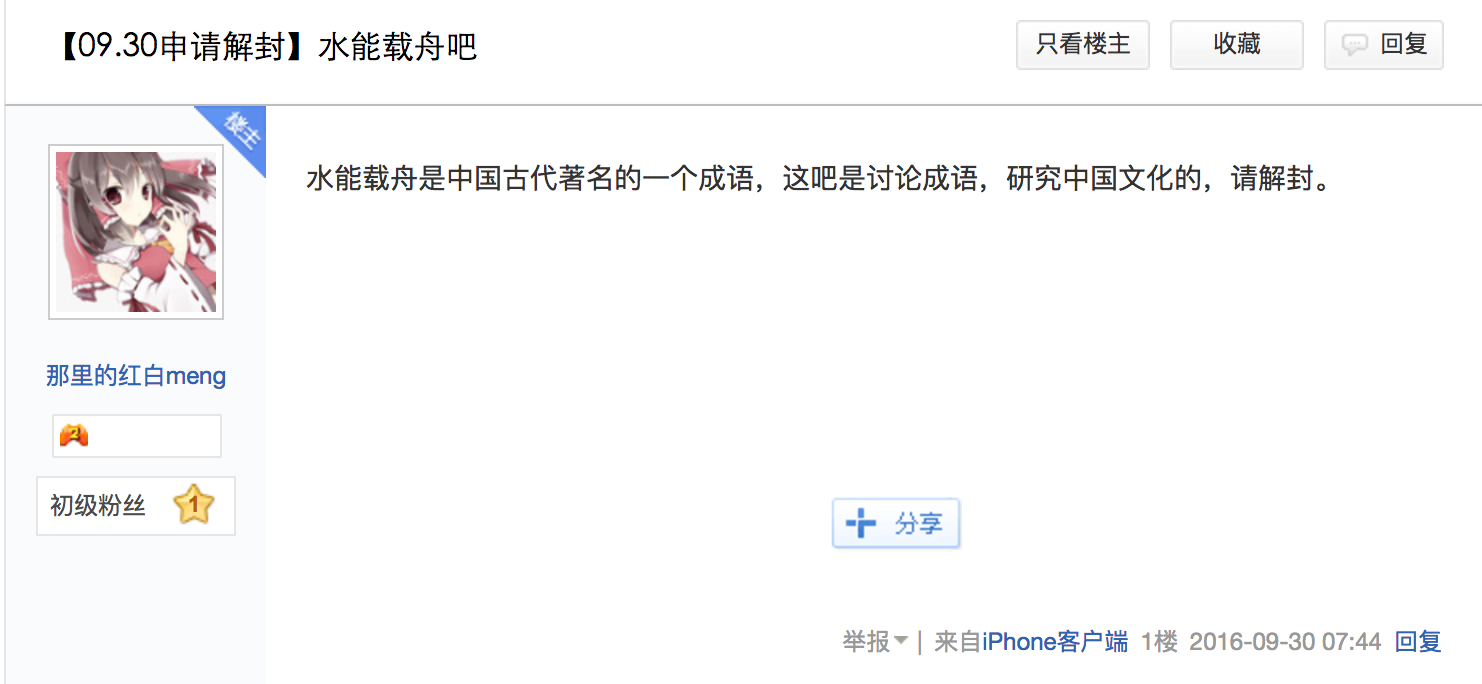 【09.30申请解封】水能载舟吧
只看楼主
收藏
回复
楼主
水能载舟是中国古代著名的一个成语，这吧是讨论成语，研究中国文化的，请解封。
那里的红白meng
2
初级粉丝 1
分享
举报 | 来自iPhone客户端 1楼 2016-09-30 07:44 回复